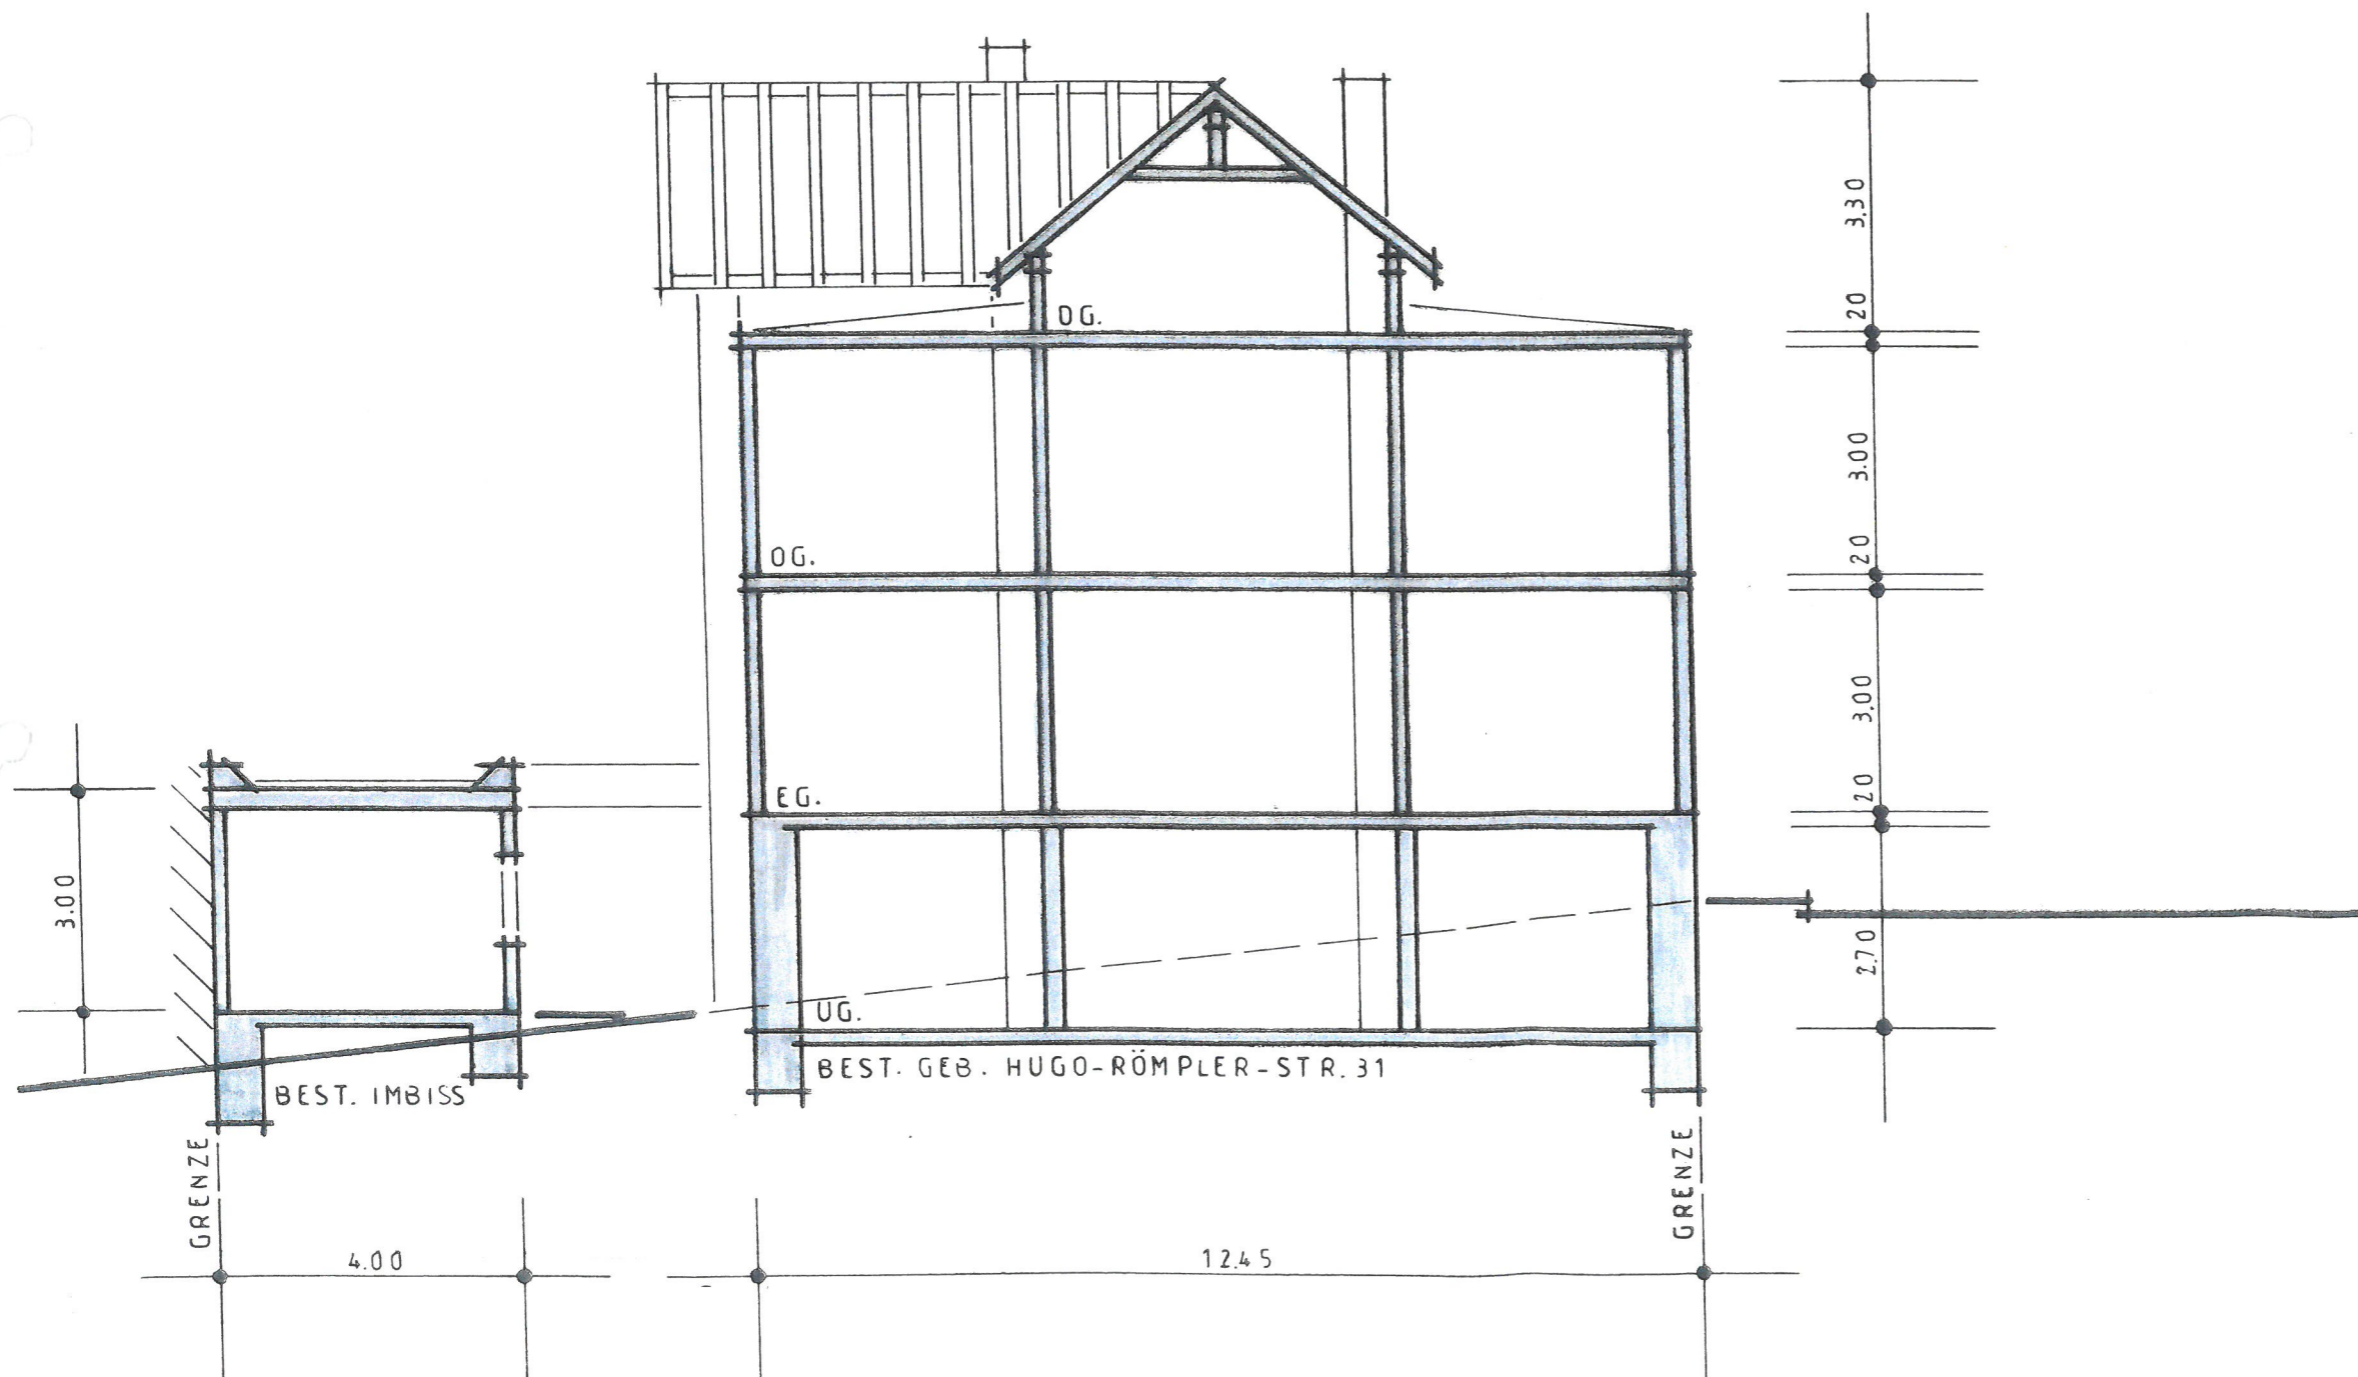 3.30
20
OG.
3.00
OG.
20
3.00
EG.
20
3.00
2.70
UG.
BEST. GEB. HUGO-RÖMPLER-STR. 31
BEST. IMBISS
GRENZE
GRENZE
4.00
12.45